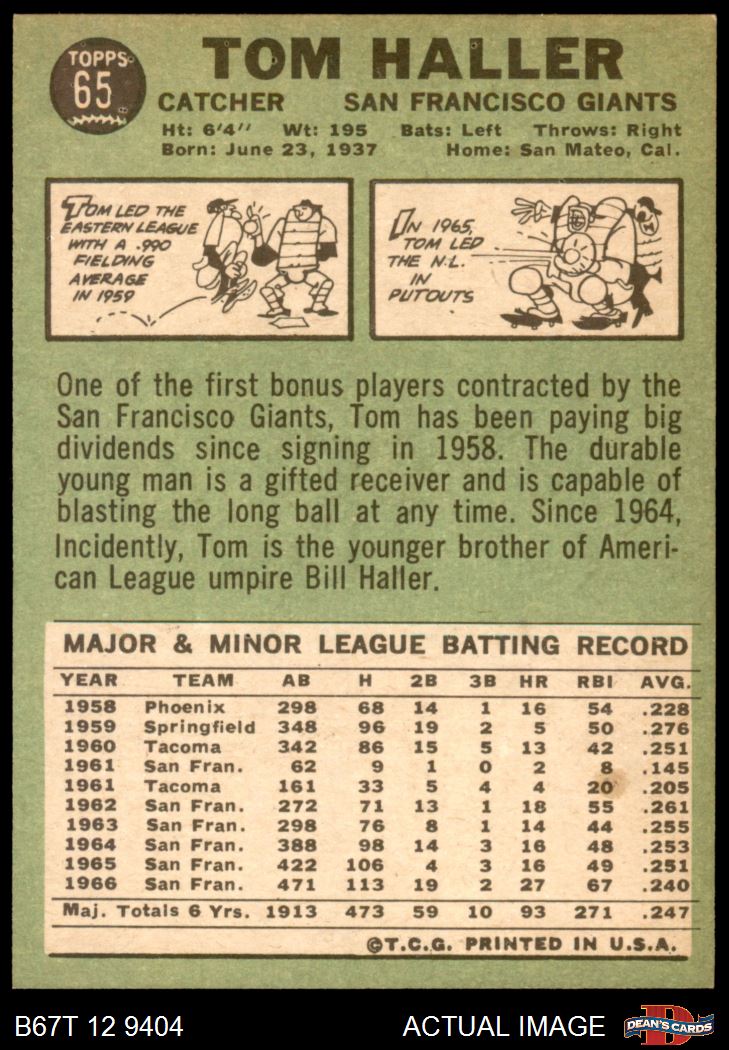 TOPPS
65
TOM HALLER
CATCHER SAN FRANCISCO GIANTS
Ht: 6'4'' Wt: 195 Bats: Left Throws: Right
Born: June 23, 1937 Home: San Mateo, Cal.
TOM LED THE
EASTERN LEAGUE
WITH A .990
FIELDING
AVERAGE
IN 1959
IN 1965,
TOM LED
THE N.L.
IN
PUTOUTS
One of the first bonus players contracted by the
San Francisco Giants, Tom has been paying big
dividends since signing in 1958. The durable
young man is a gifted receiver and is capable of
blasting the long ball at any time. Since 1964,
Incidently, Tom is the younger brother of Ameri-
can League umpire Bill Haller.
MAJOR & MINOR LEAGUE BATTING RECORD
YEAR TEAM AB H 2B 3B HR RBI AVG.
1958 Phoenix 298 68 14 1 16 54 .228
1959 Springfield 348 96 19 2 5 50 .276
1960 Tacoma 342 86 15 5 13 42 .251
1961 San Fran. 62 9 1 0 2 8 .145
1961 Tacoma 161 33 5 4 4 20 .205
1962 San Fran. 272 71 13 1 18 55 .261
1963 San Fran. 298 76 8 1 14 44 .255
1964 San Fran. 388 98 14 3 16 48 .253
1965 San Fran. 422 106 4 3 16 49 .251
1966 San Fran. 471 113 19 2 27 67 .240
Maj. Totals 6 Yrs. 1913 473 59 10 93 271 .247
©T.C.G. PRINTED IN U.S.A.
B67T 12 9404 ACTUAL IMAGE
DEAN'S CARDS